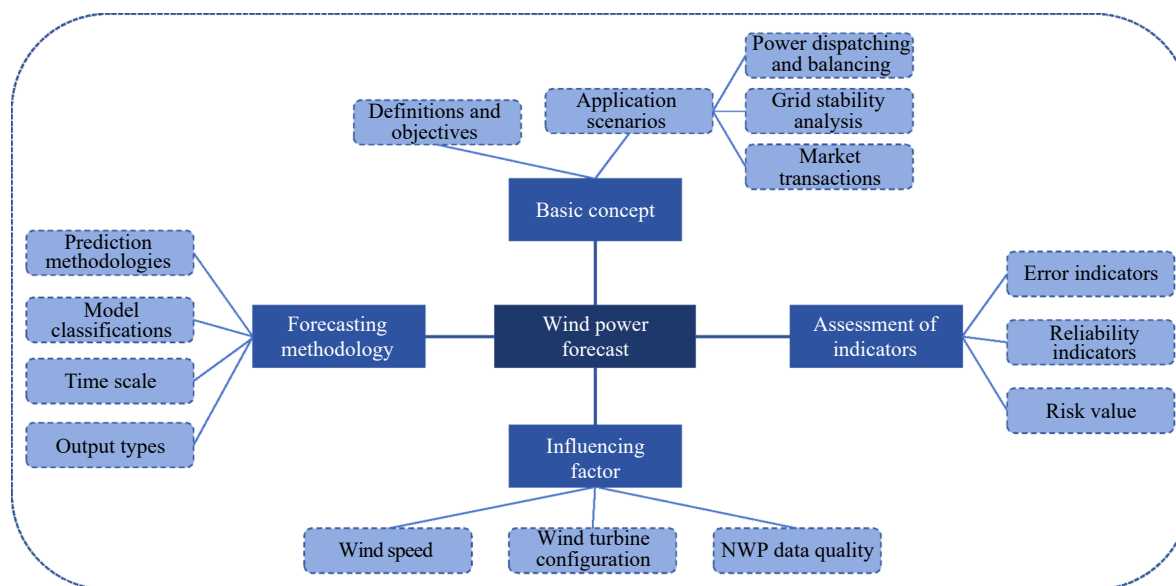 Power dispatching
and balancing
Definitions and
objectives
Application
scenarios
Grid stability
analysis
Market
transactions
Basic concept
Prediction
methodologies
Model
classifications
Time scale
Output types
Forecasting
methodology
Wind power
forecast
Assessment of
indicators
Error indicators
Reliability
indicators
Risk value
Influencing
factor
Wind speed
Wind turbine
configuration
NWP data quality